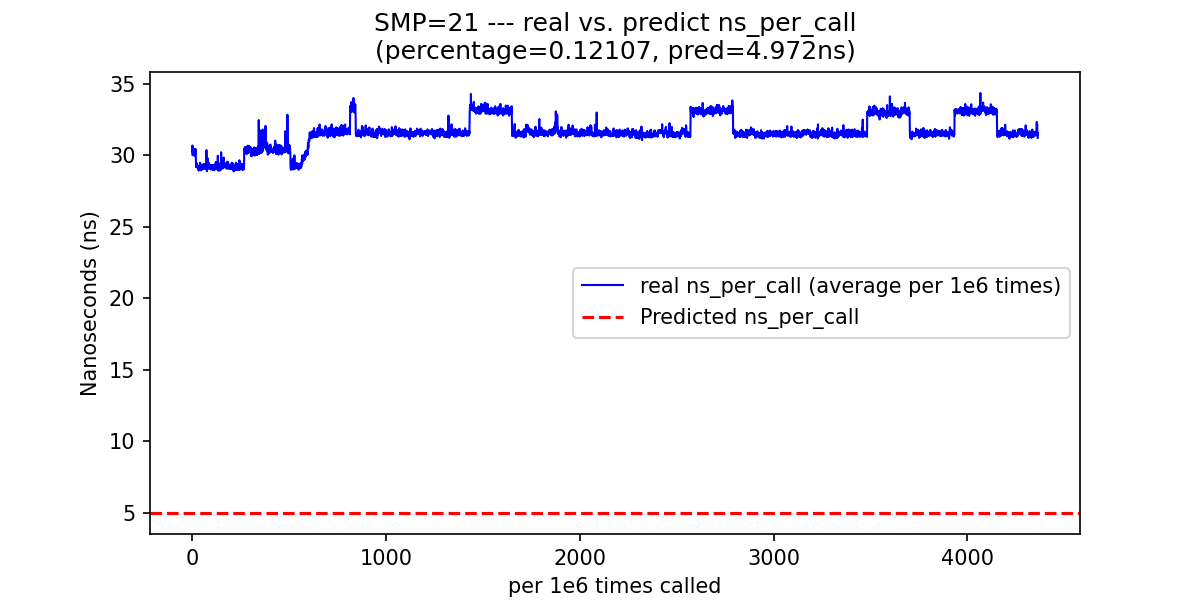 SMP=21 --- real vs. predict ns_per_call
(percentage=0.12107, pred=4.972ns)
35
30
25
20
15
10
5
Nanoseconds (ns)
real ns_per_call (average per 1e6 times)
Predicted ns_per_call
0 1000 2000 3000 4000
per 1e6 times called